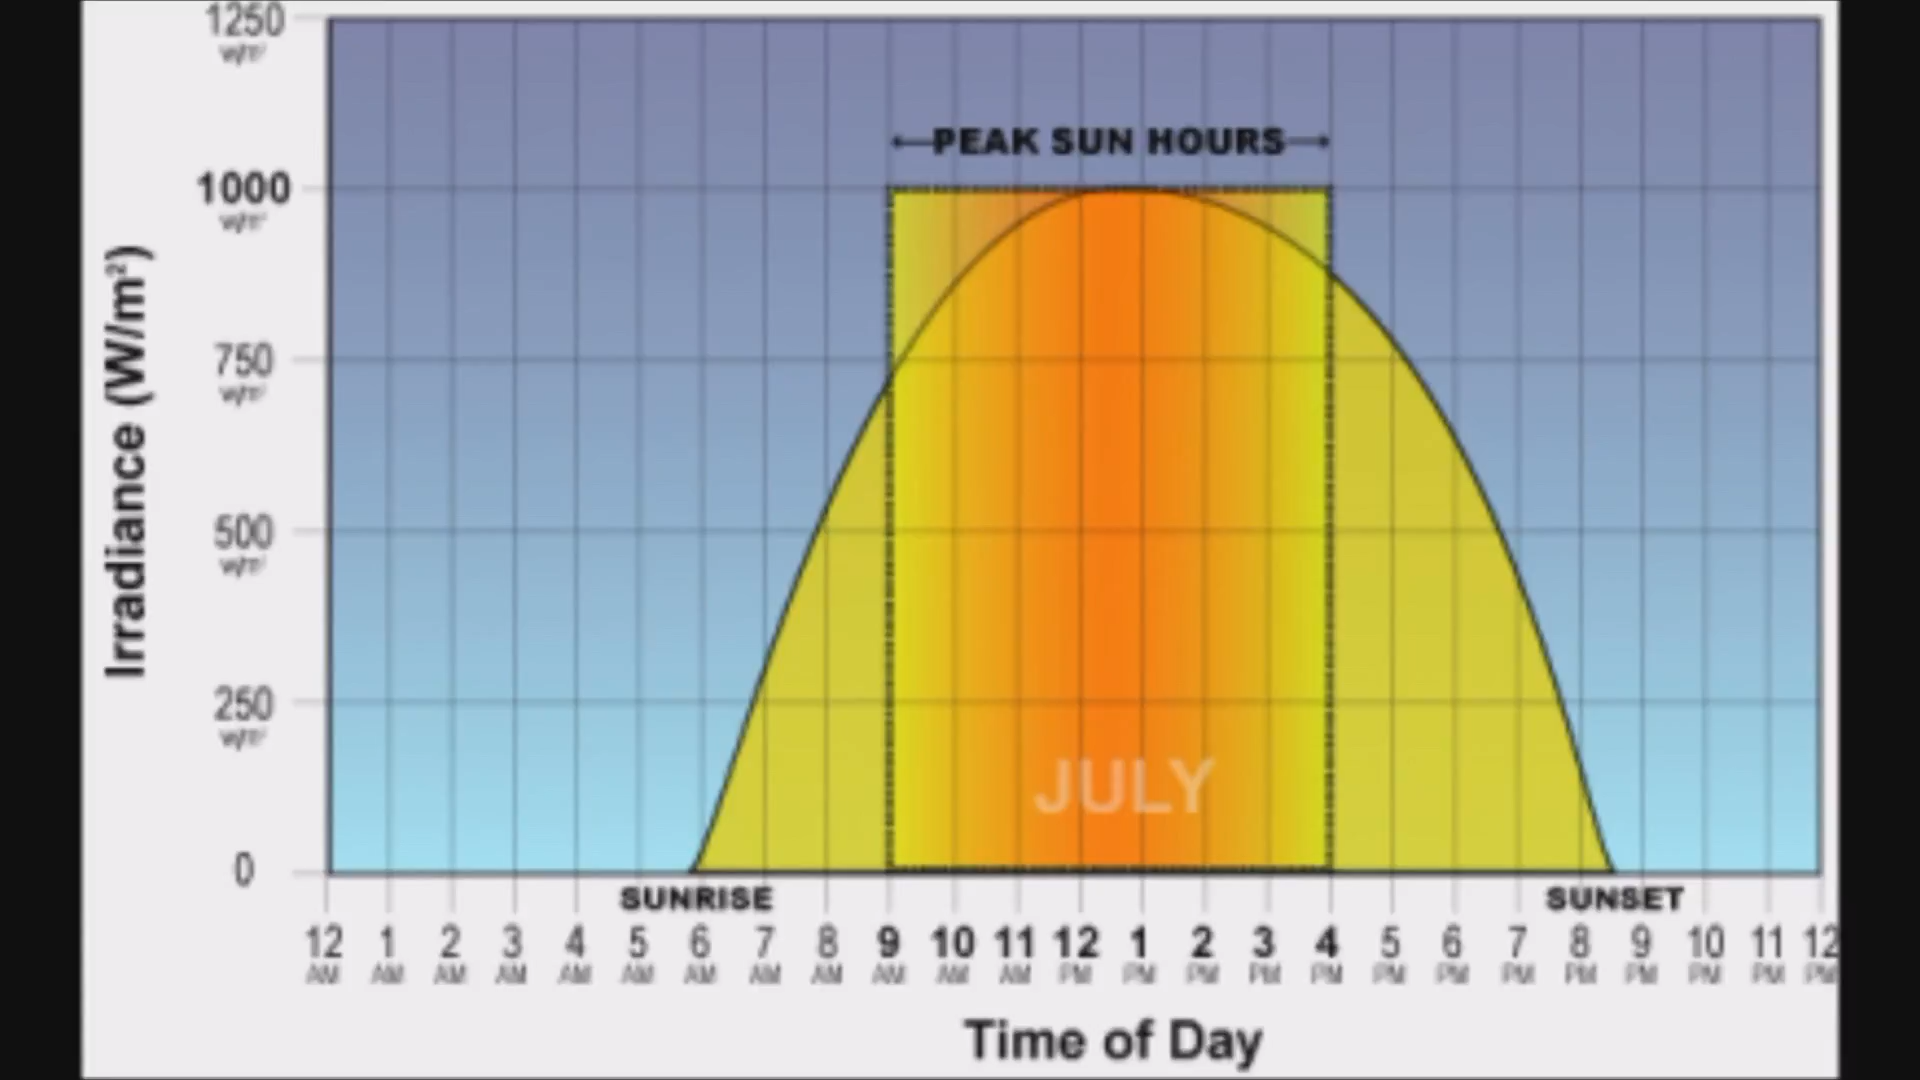 1250
W/m²
PEAK SUN HOURS
1000
W/m²
750
W/m²
500
W/m²
250
W/m²
0
Irradiance (W/m²)
JULY
SUNRISE SUNSET
12 1 2 3 4 5 6 7 8 9 10 11 12 1 2 3 4 5 6 7 8 9 10 11 12
AM AM AM AM AM AM AM AM AM AM AM AM PM PM PM PM PM PM PM PM PM PM PM PM PM
Time of Day